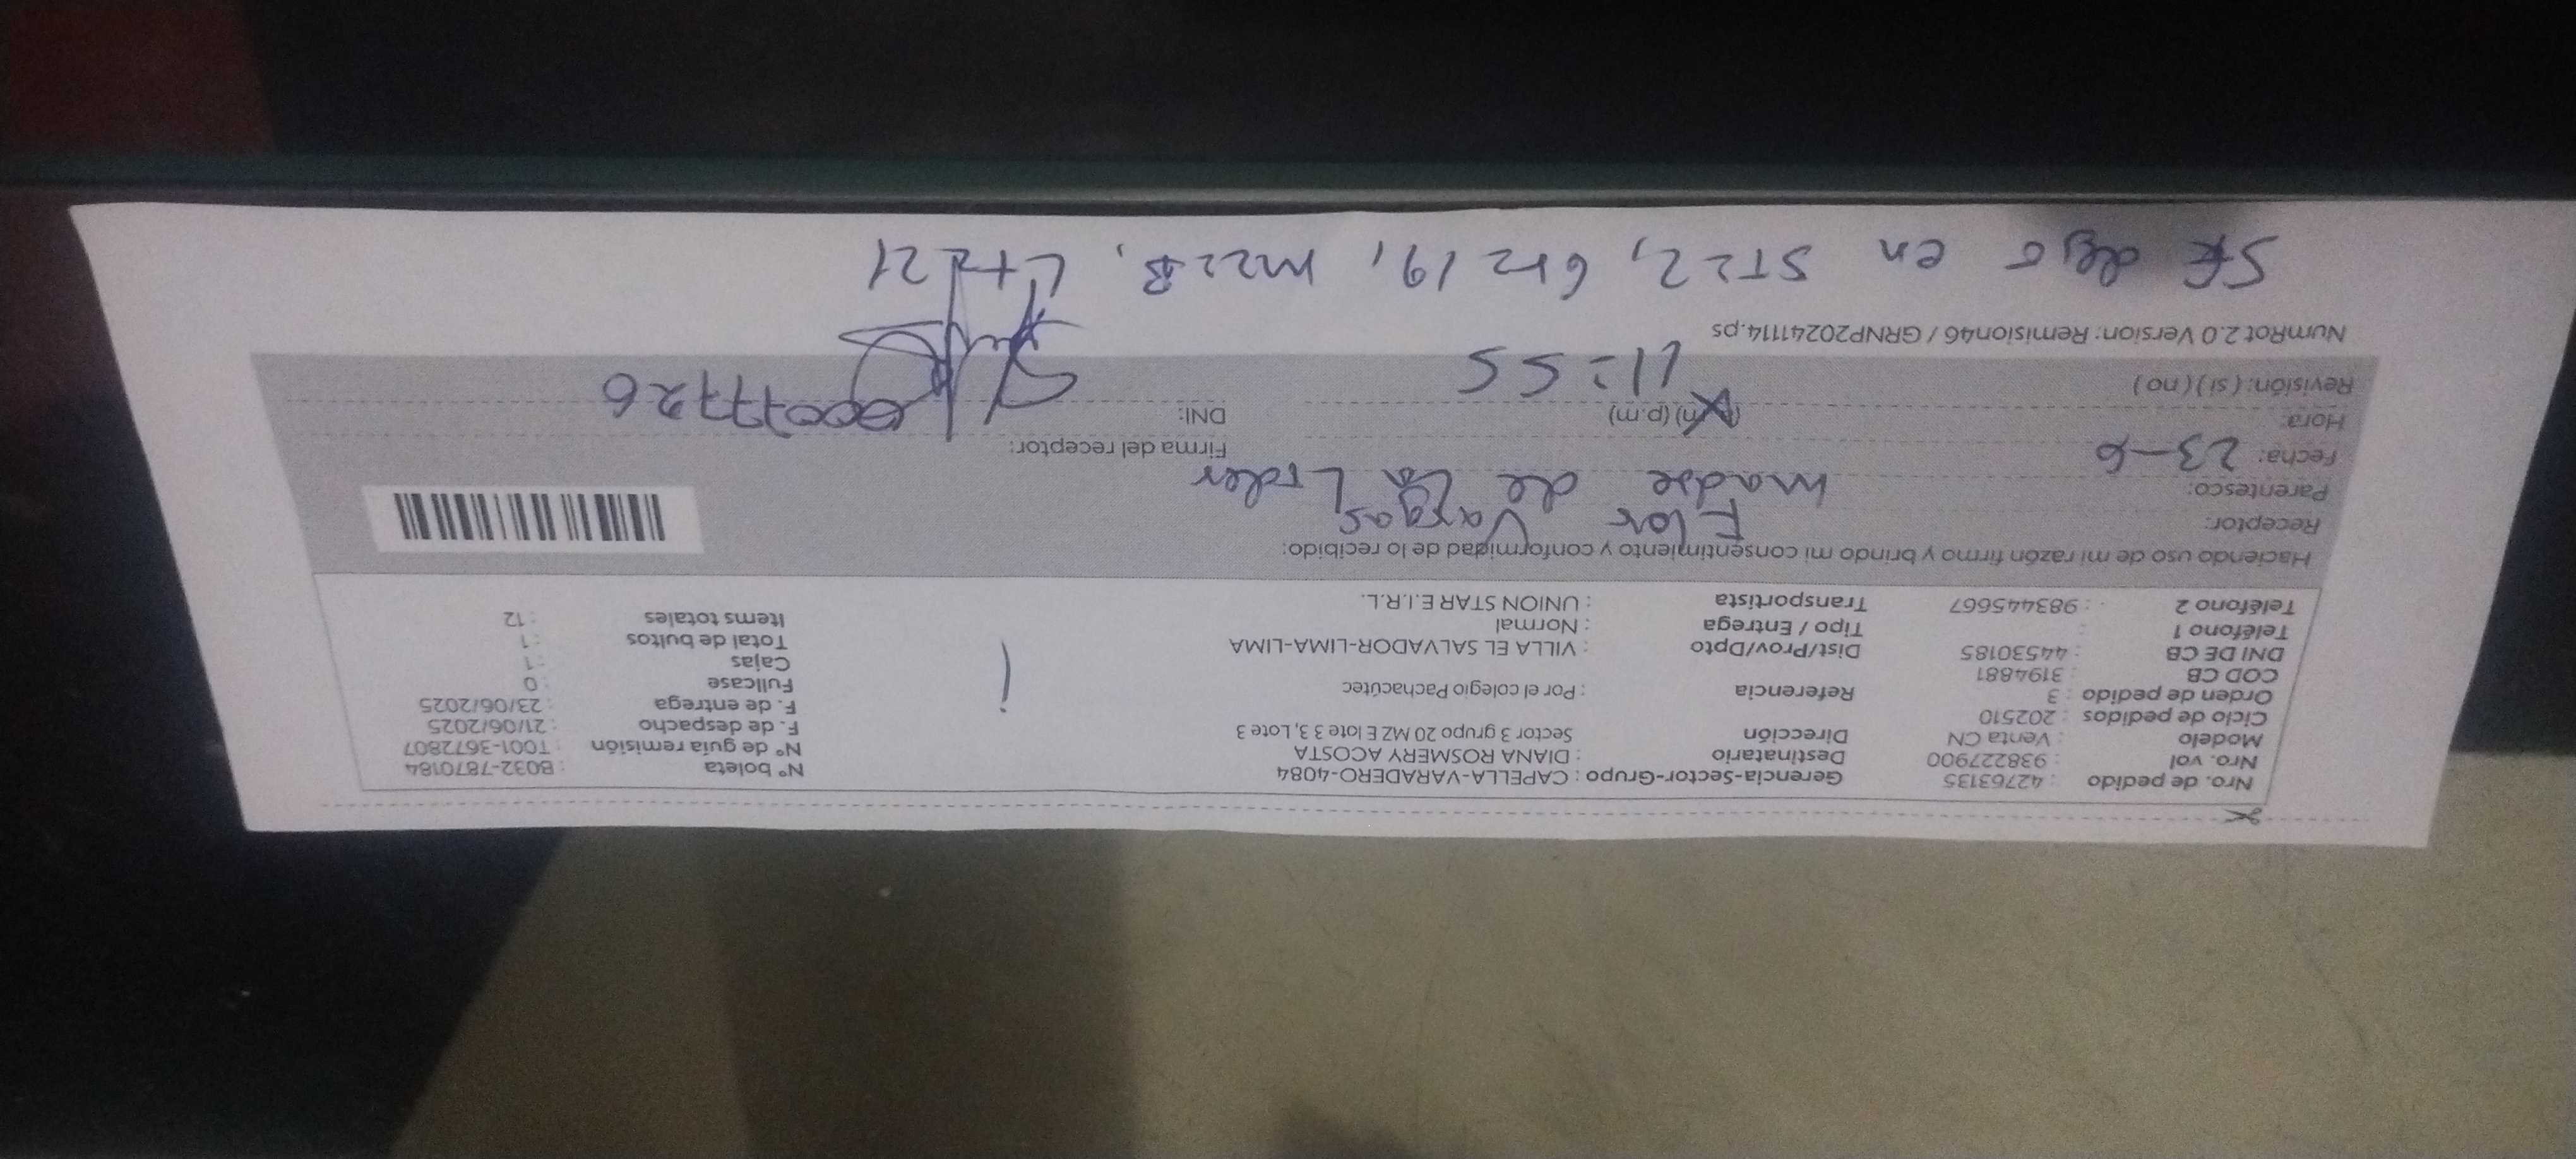 Nro. de pedido : 42763135 Gerencia-Sector-Grupo : CAPELLA-VARADERO-4084 N° boleta : B032-7870184
Nro. vol : 938227900 Destinatario : DIANA ROSMERY ACOSTA N° de guía remisión : T001-3672807
Modelo : Venta CN Dirección Sector 3 grupo 20 MZ E lote 3 3, Lote 3 F. de despacho : 21/06/2025
Ciclo de pedidos : 202510 F. de entrega : 23/06/2025
Orden de pedido : 3 Referencia : Por el colegio Pachacútec Fullcase : 0
COD CB : 3194881 Cajas : 1
DNI DE CB : 44530185 Dist/Prov/Dpto : VILLA EL SALVADOR-LIMA-LIMA Total de bultos : 1
Teléfono 1 : Tipo / Entrega : Normal Items totales : 12
Teléfono 2 : 983445667 Transportista : UNION STAR E.I.R.L.
Haciendo uso de mi razón firmo y brindo mi consentimiento y conformidad de lo recibido:
Receptor: Flor Vargas
Parentesco: madre de la Lider
Fecha: 23-6 Firma del receptor:
Hora: (p.m) 11:55 DNI:
Revisión: ( si ) ( no )
NumRot 2.0 Version: Remision46 / GRNP20241114.ps
Se dejo en ST22, 6r219, MZ2B, Lt221